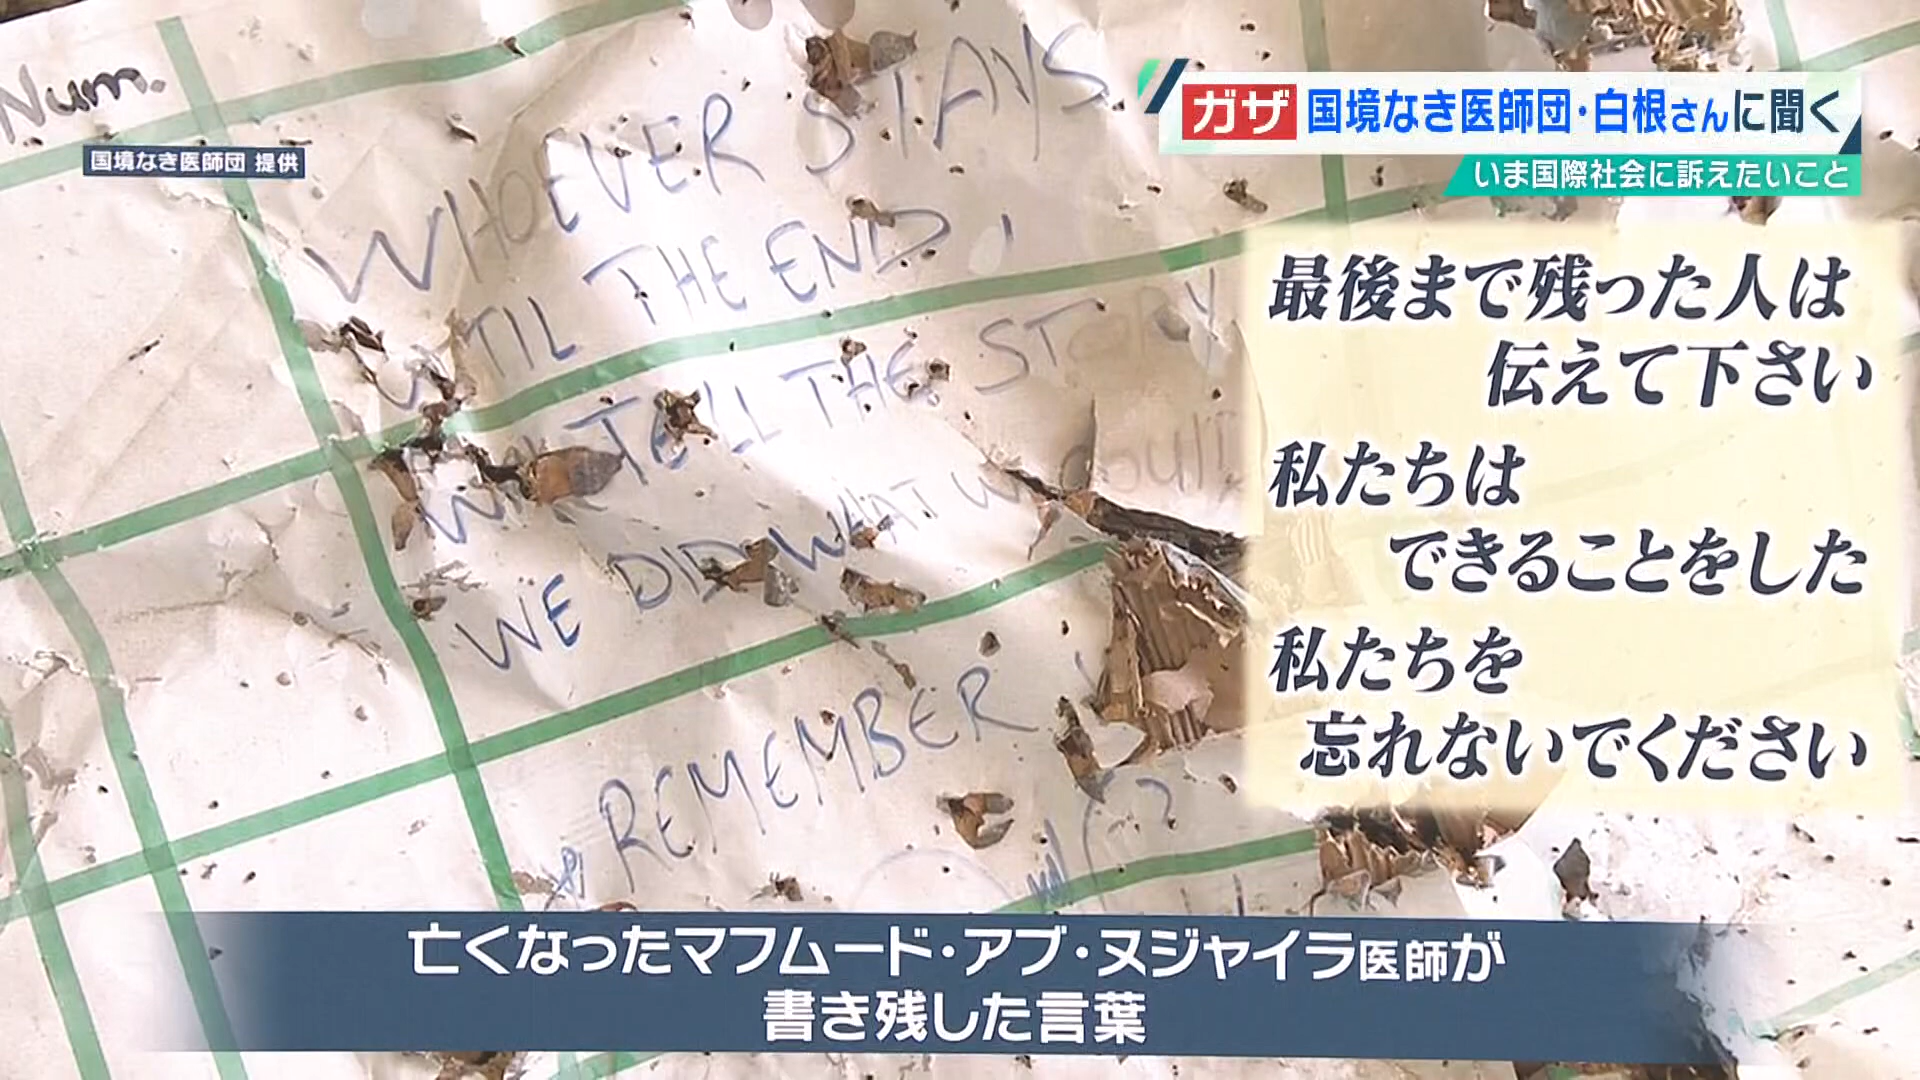 Num.
国境なき医師団 提供
ガザ 国境なき医師団・白根さんに聞く
いま国際社会に訴えたいこと
WHOEVER STAYS
UNTIL THE END,
WILL TELL THE STORY
WE DID WHAT WE COULD
REMEMBER
最後まで残った人は
伝えて下さい
私たちは
できることをした
私たちを
忘れないでください
亡くなったマフムード・アブ・ヌジャイラ医師が
書き残した言葉